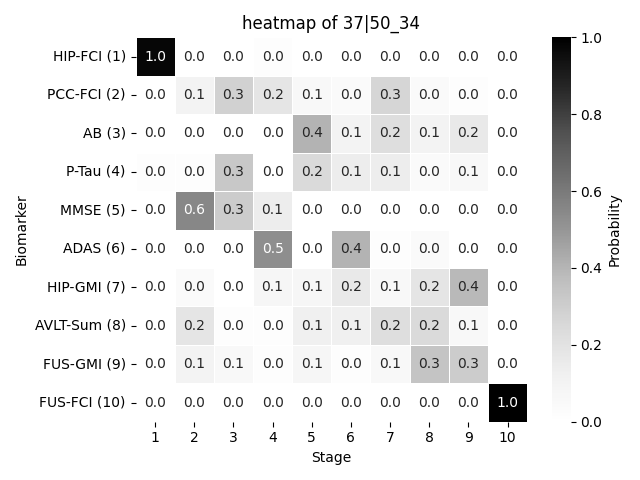 heatmap of 37|50_34
HIP-FCI (1) 1.0 0.0 0.0 0.0 0.0 0.0 0.0 0.0 0.0 0.0
PCC-FCI (2) 0.0 0.1 0.3 0.2 0.1 0.0 0.3 0.0 0.0 0.0
AB (3) 0.0 0.0 0.0 0.0 0.4 0.1 0.2 0.1 0.2 0.0
P-Tau (4) 0.0 0.0 0.3 0.0 0.2 0.1 0.1 0.0 0.1 0.0
MMSE (5) 0.0 0.6 0.3 0.1 0.0 0.0 0.0 0.0 0.0 0.0
ADAS (6) 0.0 0.0 0.0 0.5 0.0 0.4 0.0 0.0 0.0 0.0
HIP-GMI (7) 0.0 0.0 0.0 0.1 0.1 0.2 0.1 0.2 0.4 0.0
AVLT-Sum (8) 0.0 0.2 0.0 0.0 0.1 0.1 0.2 0.2 0.1 0.0
FUS-GMI (9) 0.0 0.1 0.1 0.0 0.1 0.0 0.1 0.3 0.3 0.0
FUS-FCI (10) 0.0 0.0 0.0 0.0 0.0 0.0 0.0 0.0 0.0 1.0
1 2 3 4 5 6 7 8 9 10
Stage
Biomarker
1.0
0.8
0.6
0.4
0.2
0.0
Probability